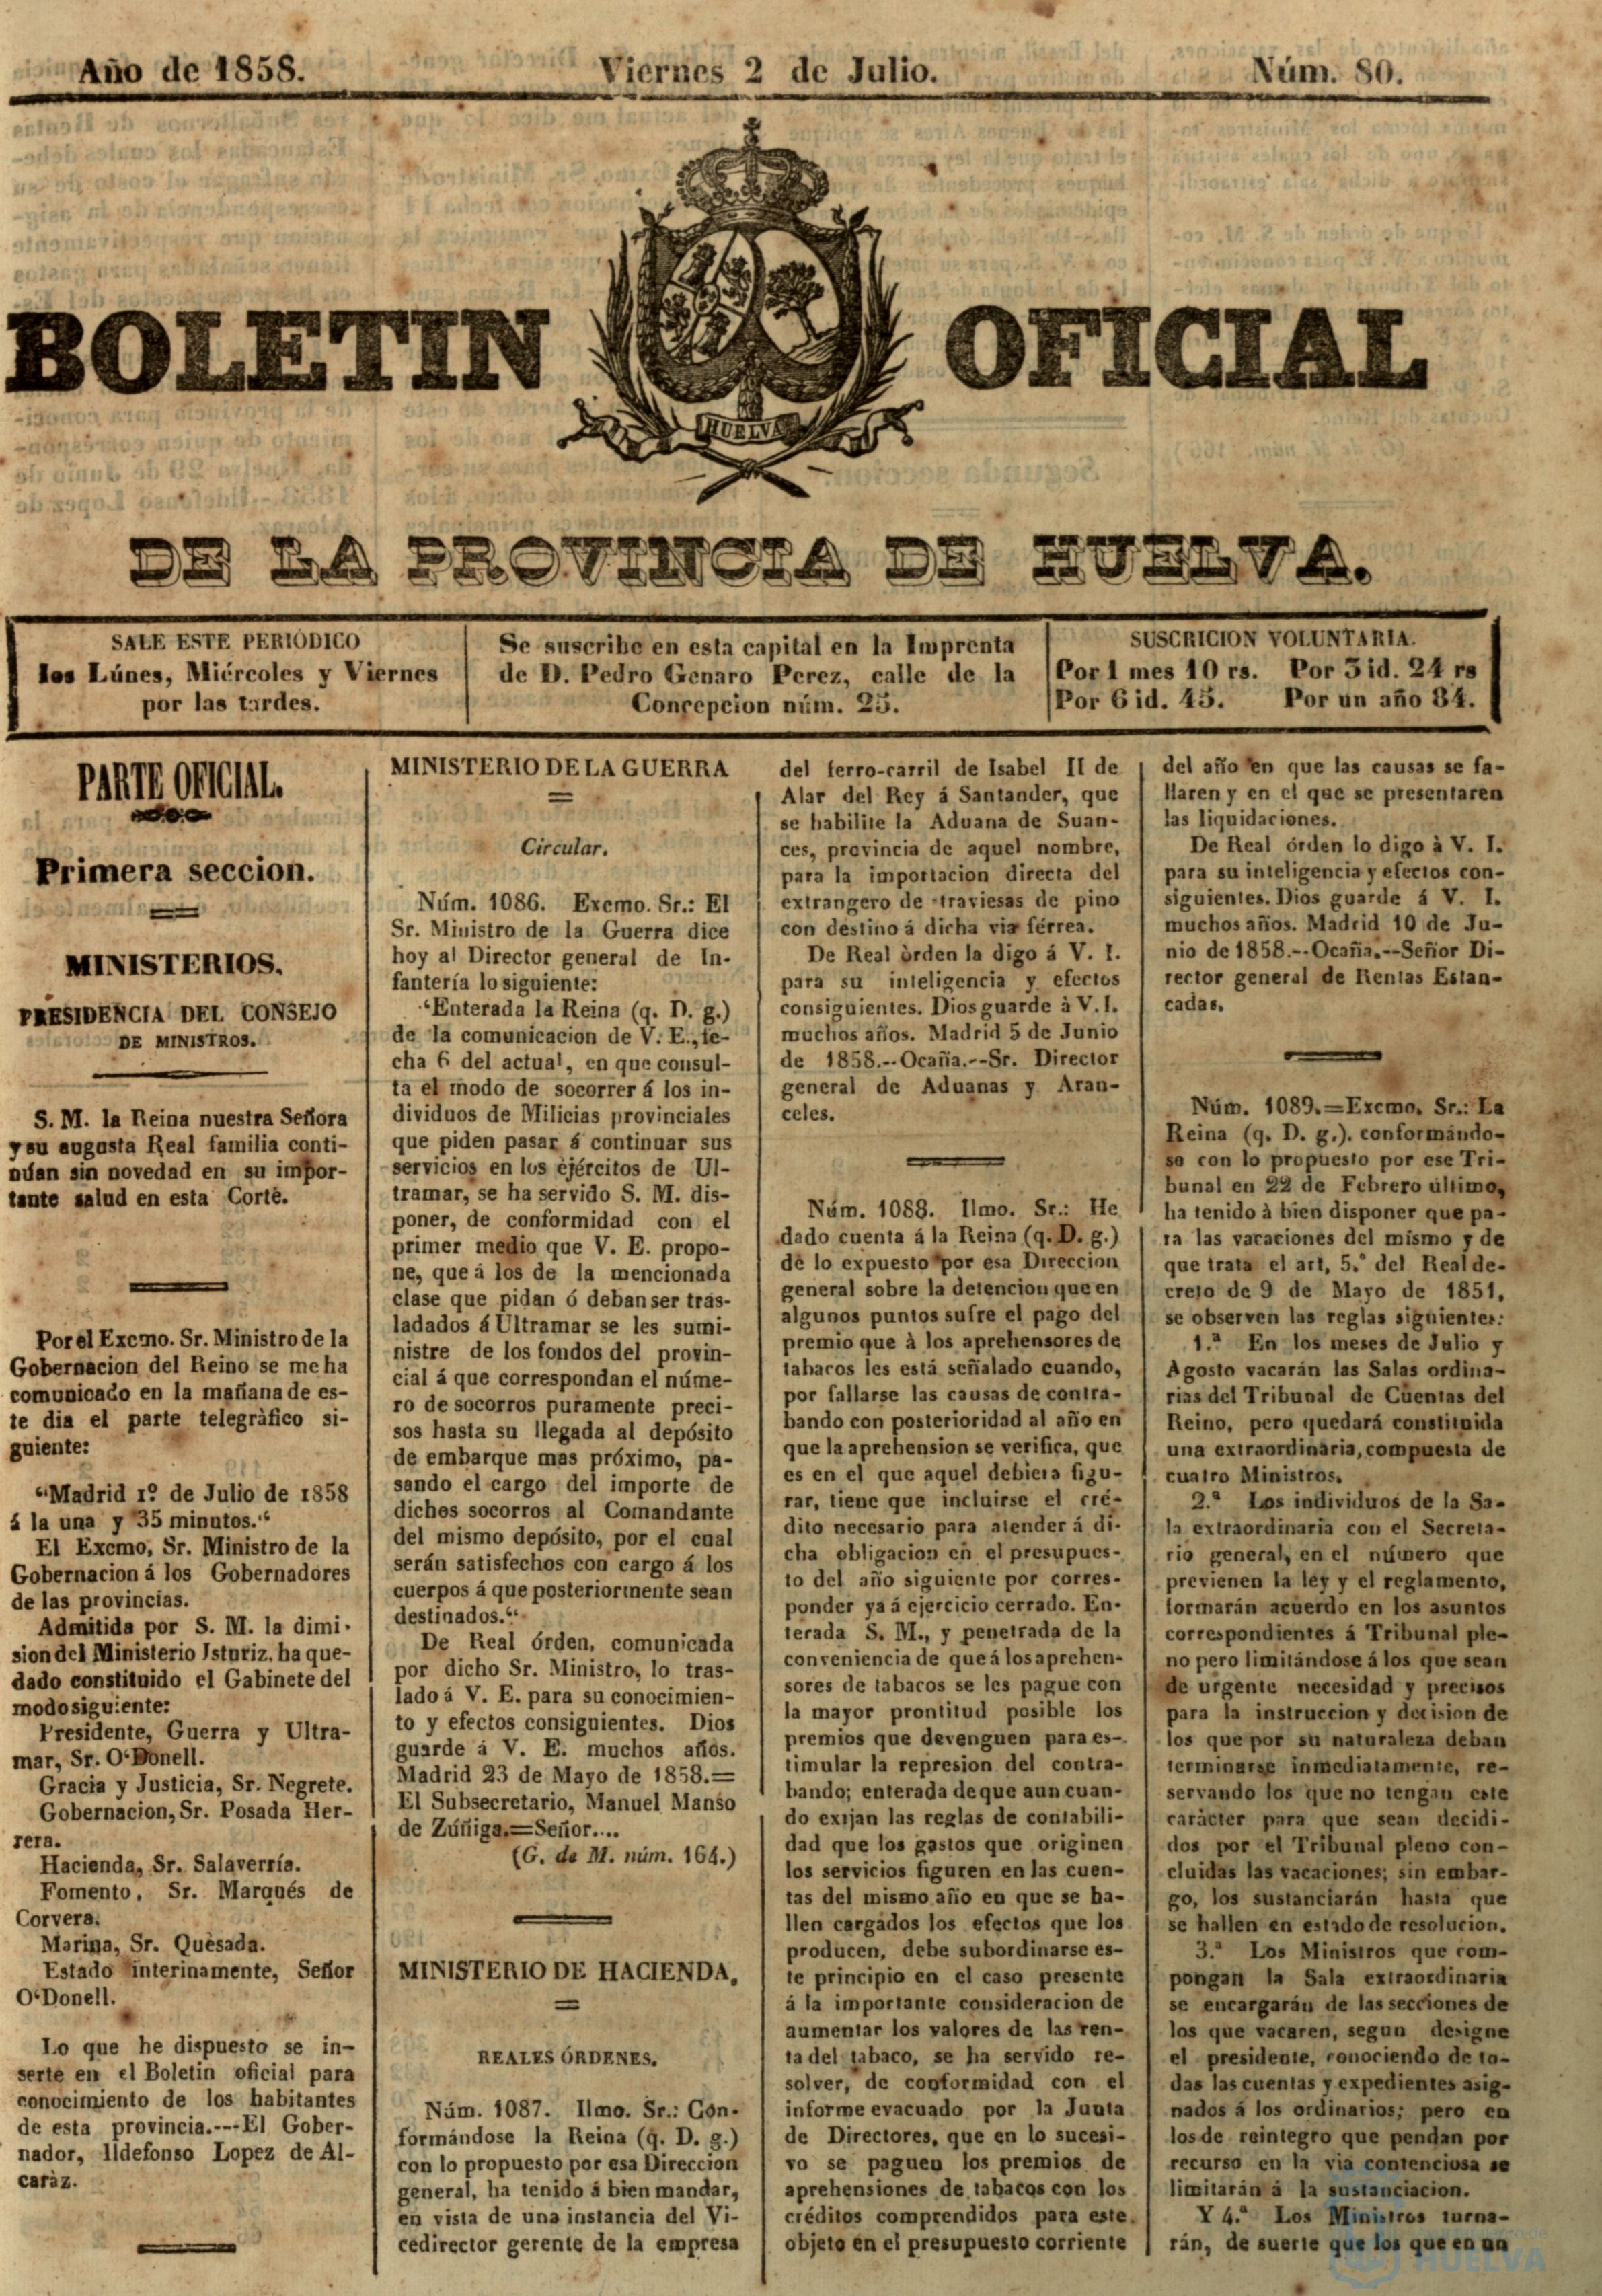 Año de 1858.
Viernes 2 de Julio.
Núm. 80.
BOLETIN OFICIAL
HUELVA
DE LA PROVINCIA DE HUELVA.
SALE ESTE PERIÓDICO
los Lúnes, Miércoles y Viernes
por las tardes.
Se suscribe en esta capital en la Imprenta
de D. Pedro Genaro Perez, calle de la
Concepcion núm. 25.
SUSCRICION VOLUNTARIA.
Por 1 mes 10 rs. Por 3 id. 24 rs
Por 6 id. 45. Por un año 84.
PARTE OFICIAL.
Primera seccion.
MINISTERIOS.
PRESIDENCIA DEL CONSEJO
DE MINISTROS.
S. M. la Reina nuestra Señora
y su augusta Real familia conti-
núan sin novedad en su impor-
tante salud en esta Corte.
Por el Excmo. Sr. Ministro de la
Gobernacion del Reino se me ha
comunicado en la mañana de es-
te dia el parte telegràfico si-
guiente:
“Madrid 1º de Julio de 1858
á la una y 35 minutos.“
El Excmo, Sr. Ministro de la
Gobernacion á los Gobernadores
de las provincias.
Admitida por S. M. la dimi-
sion del Ministerio Isturiz, ha que-
dado constituido el Gabinete del
modo siguiente:
Presidente, Guerra y Ultra-
mar, Sr. O‘Donell.
Gracia y Justicia, Sr. Negrete.
Gobernacion, Sr. Posada Her-
rera.
Hacienda, Sr. Salaverría.
Fomento, Sr. Marqués de
Corvera.
Marina, Sr. Quesada.
Estado interinamente, Señor
O‘Donell.
Lo que he dispuesto se in-
serte en el Boletin oficial para
conocimiento de los habitantes
de esta provincia.---El Gober-
nador, Ildefonso Lopez de Al-
caràz.
MINISTERIO DE LA GUERRA
Circular.
Núm. 1086. Excmo. Sr.: El
Sr. Ministro de la Guerra dice
hoy al Director general de In-
fantería lo siguiente:
“Enterada la Reina (q. D. g.)
de la comunicacion de V. E., fe-
cha 6 del actual, en que consul-
ta el modo de socorrer á los in-
dividuos de Milicias provinciales
que piden pasar á continuar sus
servicios en los ejércitos de Ul-
tramar, se ha servido S. M. dis-
poner, de conformidad con el
primer medio que V. E. propo-
ne, que á los de la mencionada
clase que pidan ó deban ser tras-
ladados á Ultramar se les sumi-
nistre de los fondos del provin-
cial á que correspondan el núme-
ro de socorros puramente preci-
sos hasta su llegada al depósito
de embarque mas próximo, pa-
sando el cargo del importe de
dichos socorros al Comandante
del mismo depósito, por el cual
serán satisfechos con cargo á los
cuerpos á que posteriormente sean
destinados.“
De Real órden, comunicada
por dicho Sr. Ministro, lo tras-
lado á V. E. para su conocimien-
to y efectos consiguientes. Dios
guarde á V. E. muchos años.
Madrid 23 de Mayo de 1858.=
El Subsecretario, Manuel Manso
de Zúñiga.=Señor....
(G. de M. núm. 164.)
MINISTERIO DE HACIENDA.
REALES ÓRDENES.
Núm. 1087. Ilmo. Sr.: Con-
formándose la Reina (q. D. g.)
con lo propuesto por esa Direccion
general, ha tenido á bien mandar,
en vista de una instancia del Vi-
cedirector gerente de la empresa
del ferro-carril de Isabel II de
Alar del Rey á Santander, que
se habilite la Aduana de Suan-
ces, provincia de aquel nombre,
para la importacion directa del
extrangero de traviesas de pino
con destino á dicha via férrea.
De Real òrden la digo á V. I.
para su inteligencia y efectos
consiguientes. Dios guarde à V. I.
muchos años. Madrid 5 de Junio
de 1858.--Ocaña.--Sr. Director
general de Aduanas y Aran-
celes.
Núm. 1088. Ilmo. Sr.: He
dado cuenta á la Reina (q. D. g.)
de lo expuesto por esa Direccion
general sobre la detencion que en
algunos puntos sufre el pago del
premio que à los aprehensores de
tabacos les está señalado cuando,
por fallarse las causas de contra-
bando con posterioridad al año en
que la aprehension se verifica, que
es en el que aquel debiera figu-
rar, tiene que incluirse el cré-
dito necesario para atender á di-
cha obligacion en el presupues-
to del año siguiente por corres-
ponder ya á ejercicio cerrado. En-
terada S. M., y penetrada de la
conveniencia de que á los aprehen-
sores de tabacos se les pague con
la mayor prontitud posible los
premios que devenguen para es-
timular la represion del contra-
bando; enterada de que aun cuan-
do exijan las reglas de contabili-
dad que los gastos que originen
los servicios figuren en las cuen-
tas del mismo año en que se ha-
llen cargados los efectos que los
producen, debe subordinarse es-
te principio en el caso presente
á la importante consideracion de
aumentar los valores de las ren-
ta del tabaco, se ha servido re-
solver, de conformidad con el
informe evacuado por la Junta
de Directores, que en lo sucesi-
vo se paguen los premios de
aprehensiones de tabacos con los
créditos comprendidos para este
objeto en el presupuesto corriente
del año en que las causas se fa-
llaren y en el que se presentaren
las liquidaciones.
De Real órden lo digo à V. I.
para su inteligencia y efectos con-
siguientes. Dios guarde á V. I.
muchos años. Madrid 10 de Ju-
nio de 1858.--Ocaña.--Señor Di-
rector general de Rentas Estan-
cadas.
Núm. 1089.=Excmo. Sr.: La
Reina (q. D. g.). conformándo-
se con lo propuesto por ese Tri-
bunal en 22 de Febrero último,
ha tenido à bien disponer que pa-
ra las vacaciones del mismo y de
que trata el art, 5.º del Real de-
creto de 9 de Mayo de 1851,
se observen las reglas siguientes:
1.ª En los meses de Julio y
Agosto vacarán las Salas ordina-
rias del Tribunal de Cuentas del
Reino, pero quedará constituida
una extraordinaria, compuesta de
cuatro Ministros.
2.ª Los individuos de la Sa-
la extraordinaria con el Secreta-
rio general, en el número que
previenen la ley y el reglamento,
formarán acuerdo en los asuntos
correspondientes á Tribunal ple-
no pero limitándose á los que sean
de urgente necesidad y precisos
para la instruccion y decision de
los que por su naturaleza deban
terminarse inmediatamente, re-
servando los que no tengan este
carácter para que sean decidi-
dos por el Tribunal pleno con-
cluidas las vacaciones; sin embar-
go, los sustanciarán hasta que
se hallen en estado de resolucion.
3.ª Los Ministros que com-
pongan la Sala extraordinaria
se encargarán de las secciones de
los que vacaren, segun designe
el presidente, conociendo de to-
das las cuentas y expedientes asig-
nados á los ordinarios; pero en
los de reintegro que pendan por
recurso en la via contenciosa se
limitarán á la sustanciacion.
Y 4.ª Los Ministros turna-
rán, de suerte que los que en un
HUELVA